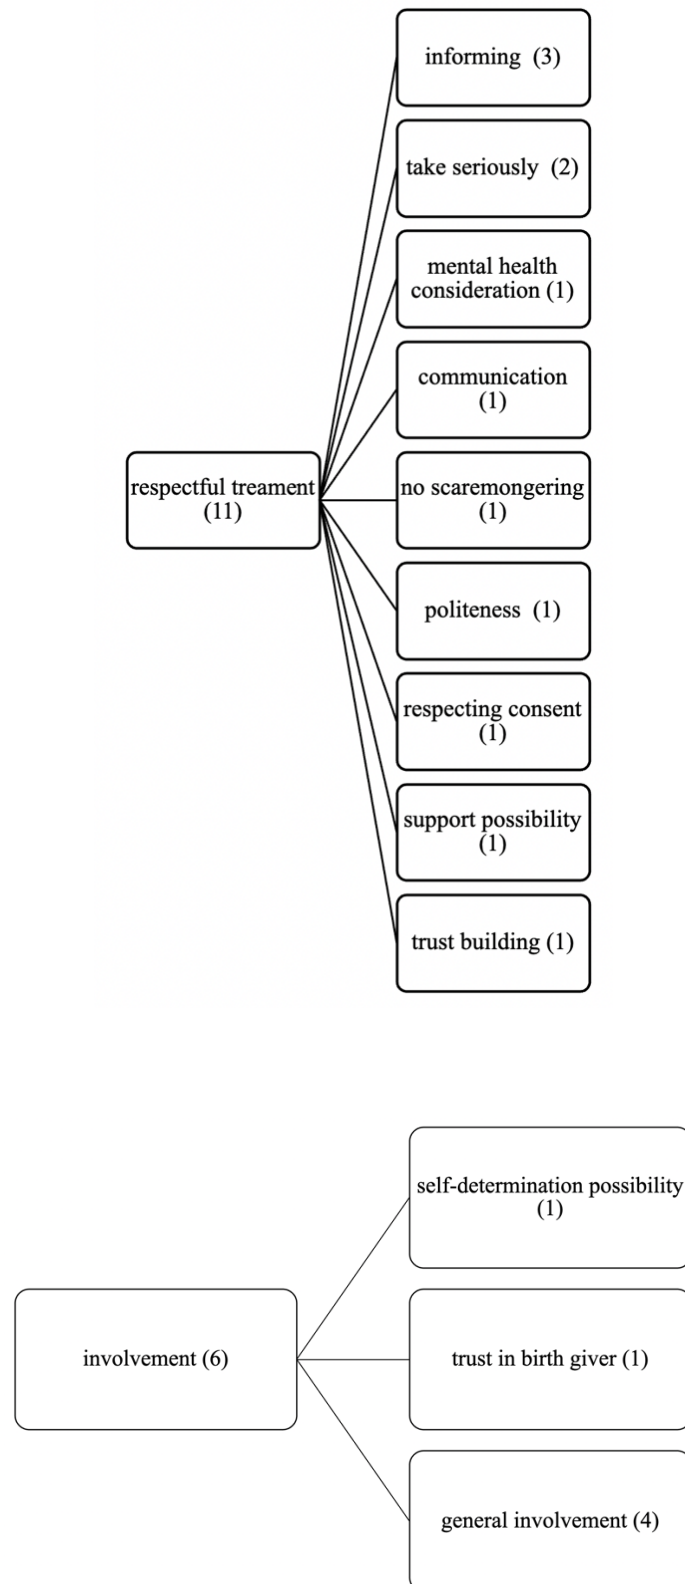 informing (3)
take seriously (2)
mental health
consideration (1)
communication
(1)
respectful treament
(11)
no scaremongering
(1)
politeness (1)
respecting consent
(1)
support possibility
(1)
trust building (1)
self-determination possibility
(1)
involvement (6)
trust in birth giver (1)
general involvement (4)